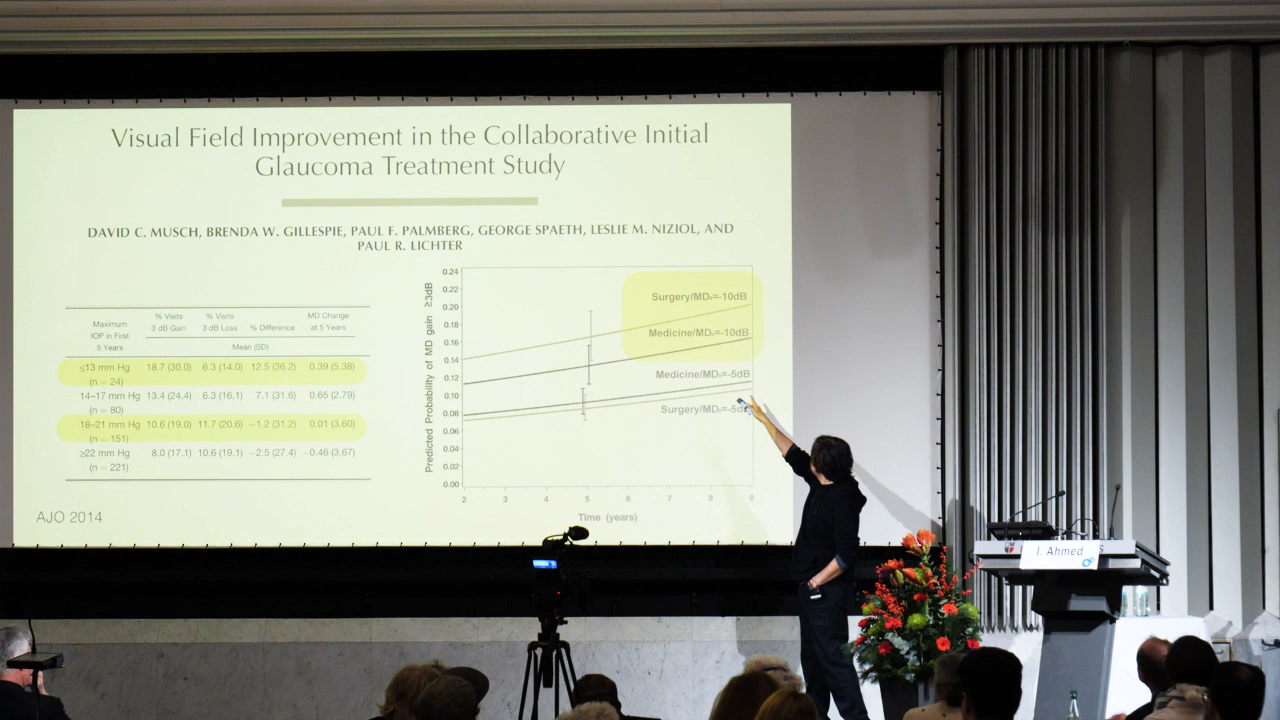 Visual Field Improvement in the Collaborative Initial
Glaucoma Treatment Study
DAVID C. MUSCH, BRENDA W. GILLESPIE, PAUL F. PALMBERG, GEORGE SPAETH, LESLIE M. NIZIOL, AND
PAUL R. LICHTER
Maximum
IOP in First
5 Years
% Visits
3 dB Gain
% Visits
3 dB Loss
% Difference
MD Change
at 5 Years
Mean (SD)
≤13 mm Hg 18.7 (30.0) 6.3 (14.0) 12.5 (36.2) 0.39 (5.38)
(n = 24)
14–17 mm Hg 13.4 (24.4) 6.3 (16.1) 7.1 (31.6) 0.65 (2.79)
(n = 80)
18–21 mm Hg 10.6 (19.0) 11.7 (20.6) −1.2 (31.2) 0.01 (3.60)
(n = 151)
≥22 mm Hg 8.0 (17.1) 10.6 (19.1) −2.5 (27.4) −0.46 (3.67)
(n = 221)
AJO 2014
Predicted Probability of MD gain ≥3dB
0.24
0.22
0.20
0.18
0.16
0.14
0.12
0.10
0.08
0.06
0.04
0.02
0.00
Surgery/MD₀=-10dB
Medicine/MD₀=-10dB
Medicine/MD₀=-5dB
Surgery/MD₀=-5dB
2 3 4 5 6 7 8 9
Time (years)
I. Ahmed